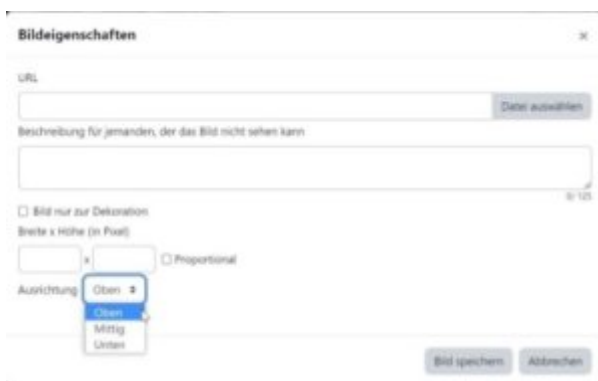 Bildeigenschaften ×
URL
Datei auswählen
Beschreibung für jemanden, der das Bild nicht sehen kann
0/125
Bild nur zur Dekoration
Breite x Höhe (in Pixel)
x Proportional
Ausrichtung Oben
Oben
Mittig
Unten
Bild speichern Abbrechen